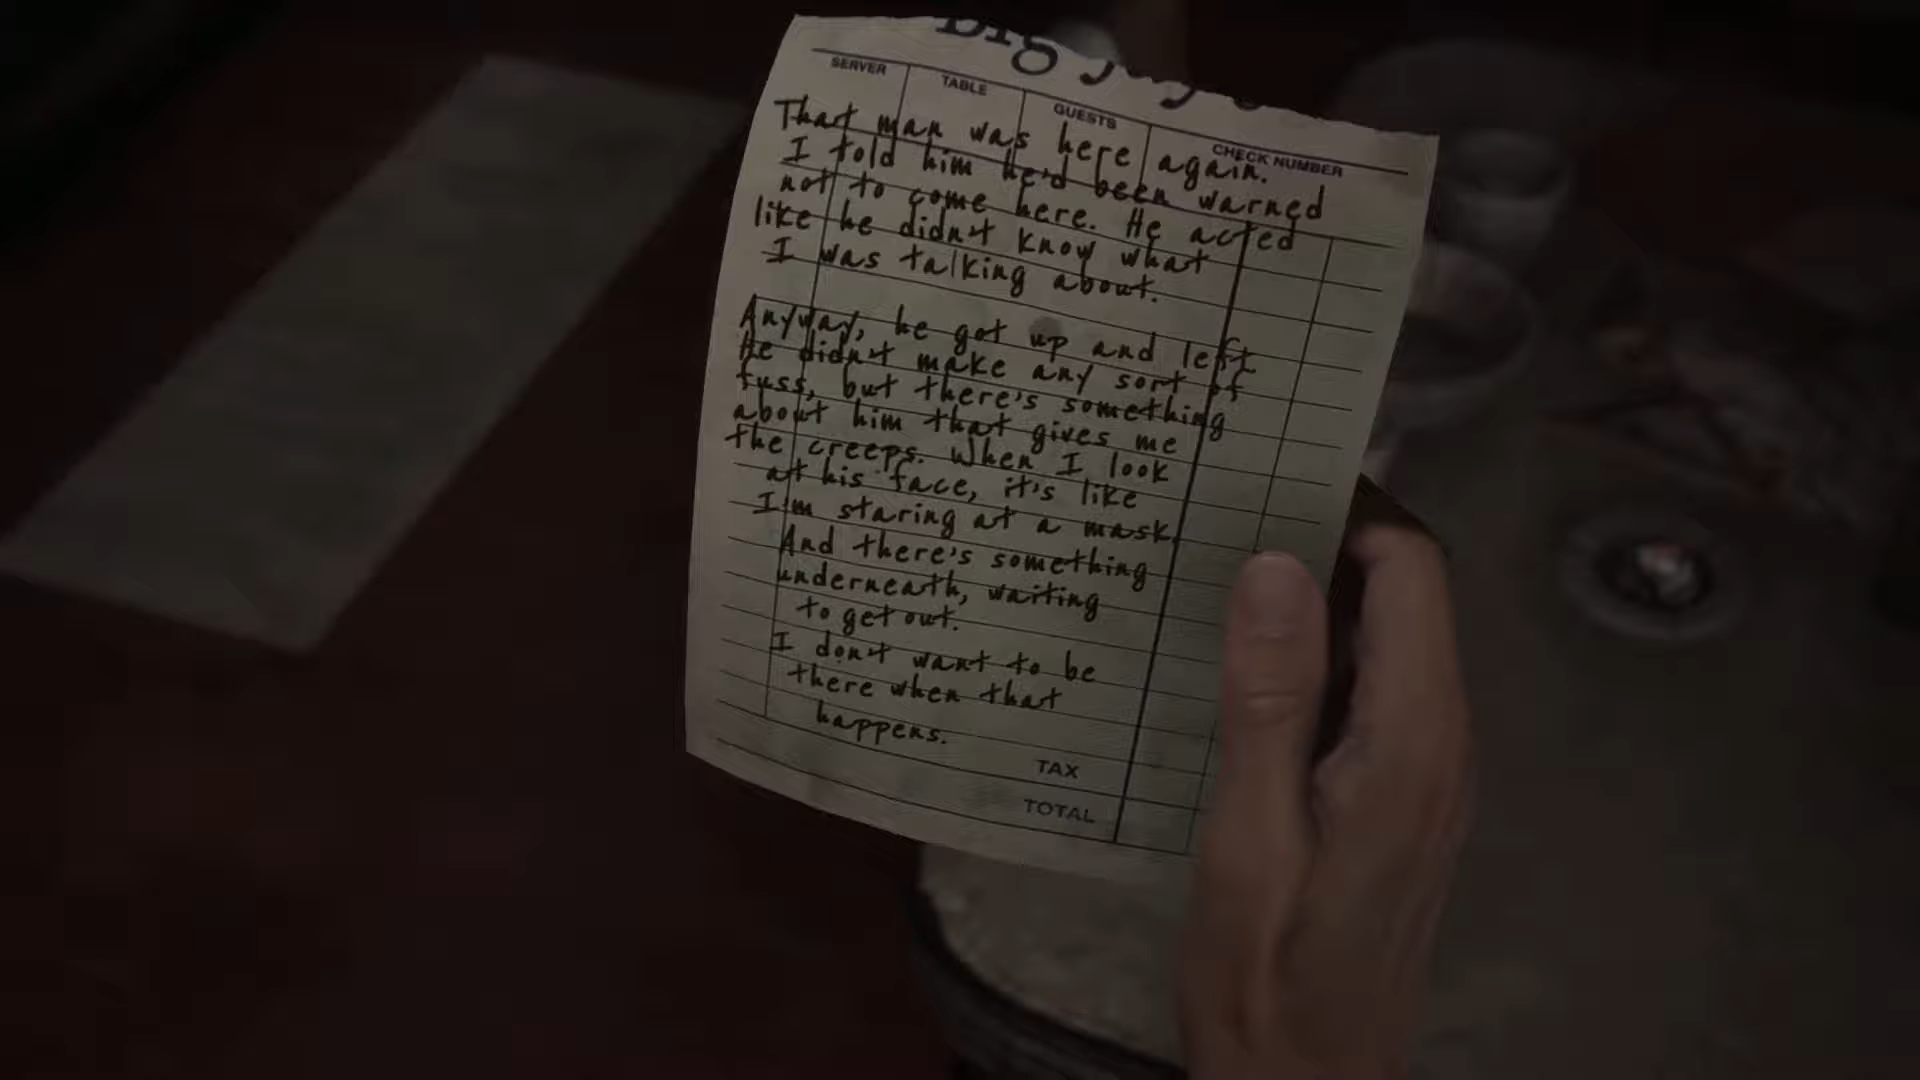 Big
SERVER TABLE GUESTS CHECK NUMBER
That man was here again.
I told him he'd been warned
not to come here. He acted
like he didn't know what
I was talking about.
Anyway, he got up and left
He didn't make any sort of
fuss, but there's something
about him that gives me
the creeps. When I look
at his face, it's like
I'm staring at a mask.
And there's something
underneath, waiting
to get out.
I don't want to be
there when that
happens.
TAX
TOTAL